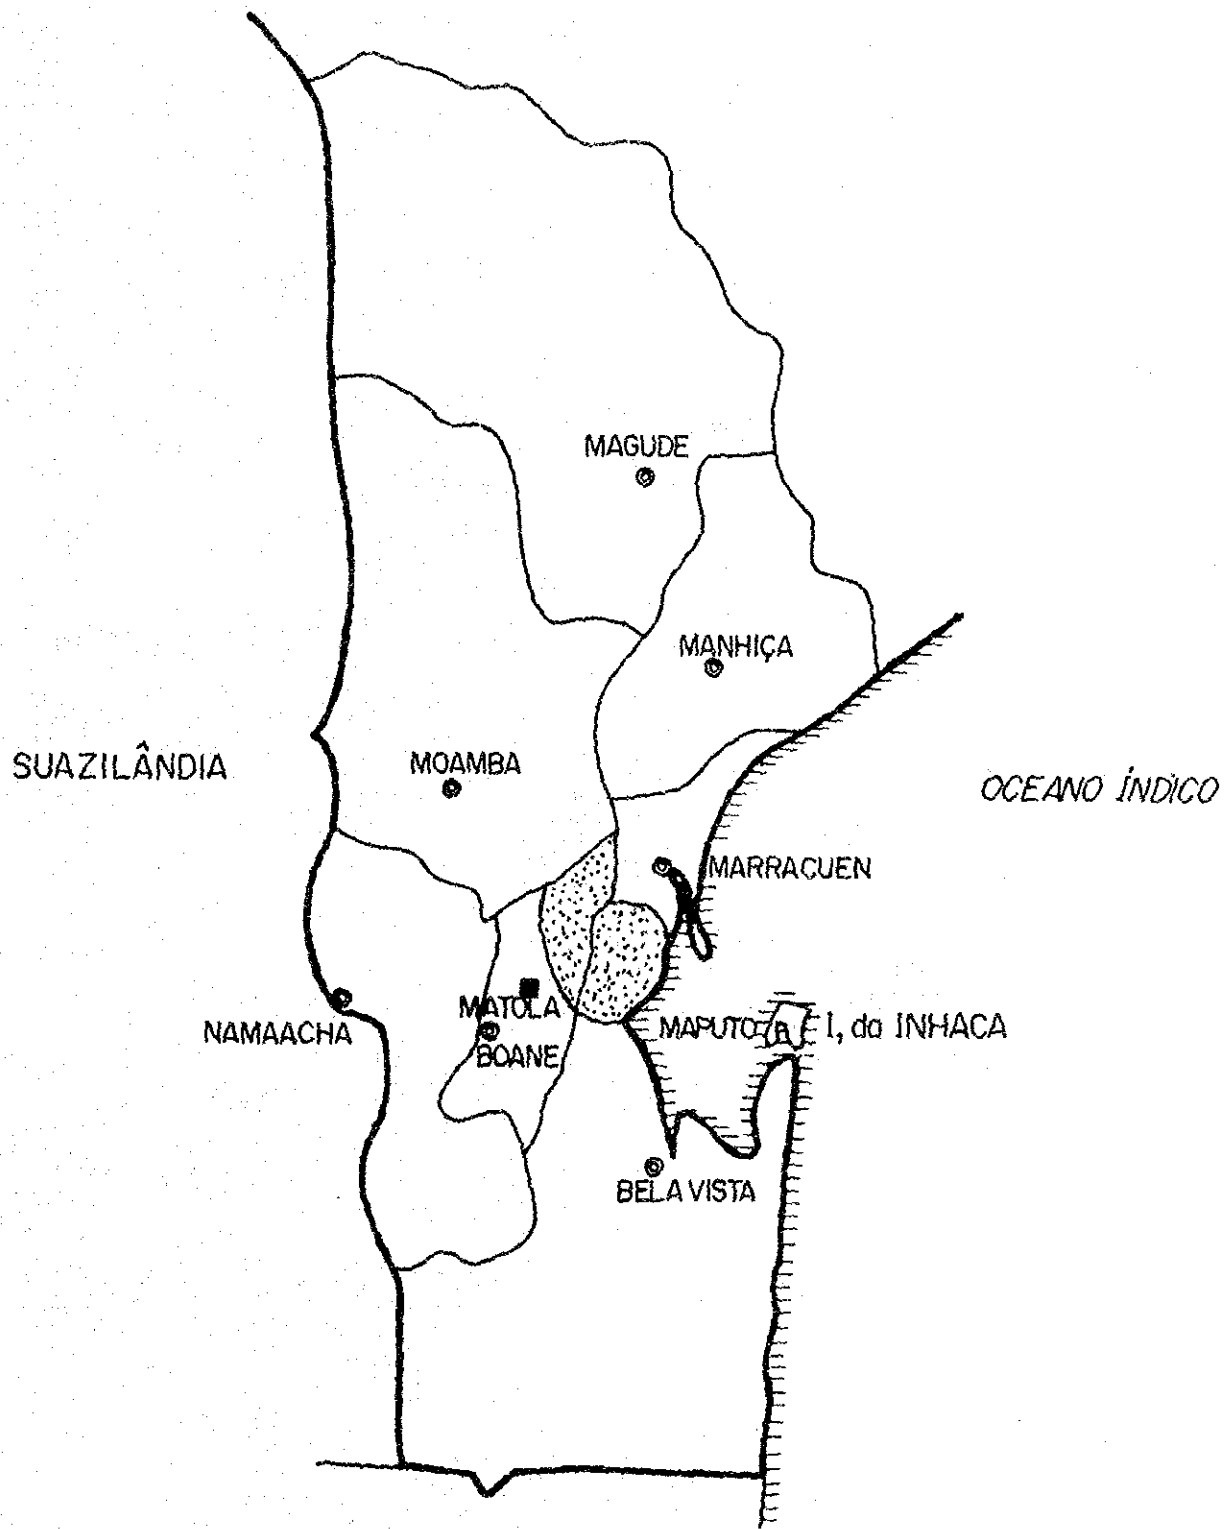 MAGUDE
MANHIÇA
SUAZILÂNDIA
MOAMBA
OCEANO ÍNDICO
MARRACUEN
NAMAACHA
MATOLA
BOANE
MAPUTO
I, da INHACA
BELA VISTA